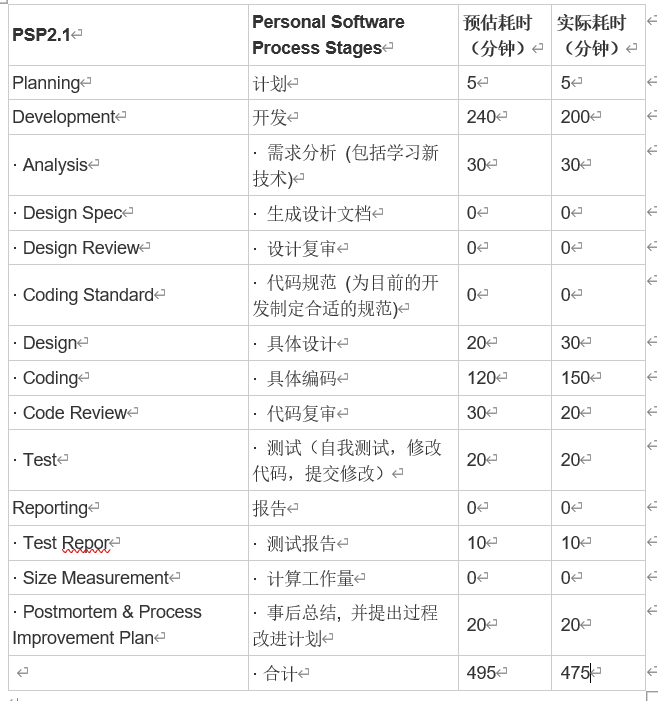 PSP2.1
Personal Software
Process Stages
预估耗时
（分钟）
实际耗时
（分钟）
Planning
计划
5
5
Development
开发
240
200
· Analysis
· 需求分析 (包括学习新
技术)
30
30
· Design Spec
· 生成设计文档
0
0
· Design Review
· 设计复审
0
0
· Coding Standard
· 代码规范 (为目前的开
发制定合适的规范)
0
0
· Design
· 具体设计
20
30
· Coding
· 具体编码
120
150
· Code Review
· 代码复审
30
20
· Test
· 测试（自我测试，修改
代码，提交修改）
20
20
Reporting
报告
0
0
· Test Repor
· 测试报告
10
10
· Size Measurement
· 计算工作量
0
0
· Postmortem & Process
Improvement Plan
· 事后总结, 并提出过程
改进计划
20
20
· 合计
495
475